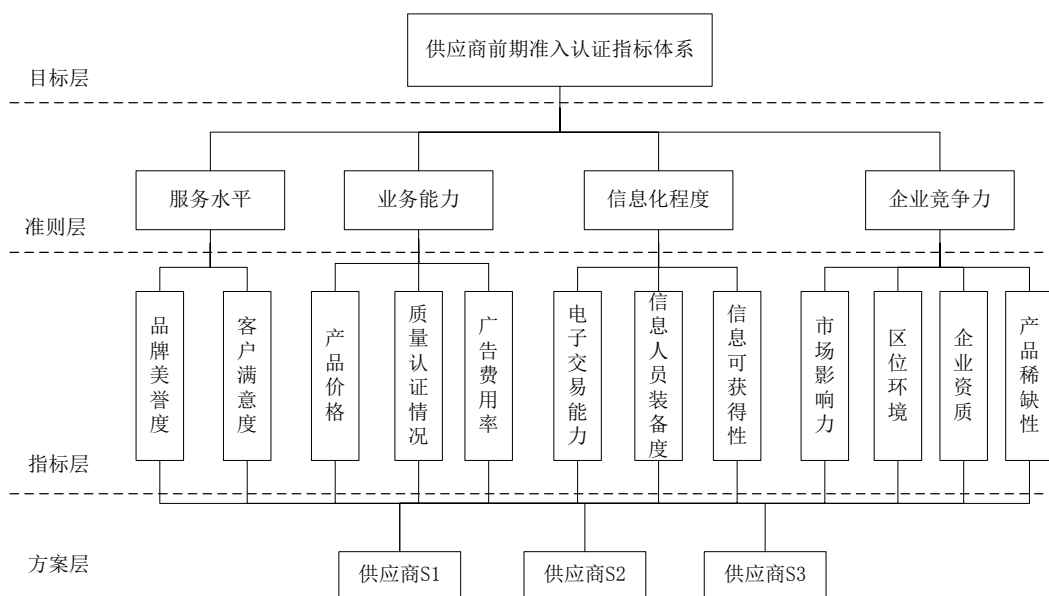 供应商前期准入认证指标体系
目标层
服务水平
业务能力
信息化程度
企业竞争力
准则层
品牌美誉度
客户满意度
产品价格
质量认证情况
广告费用率
电子交易能力
信息人员装备度
信息可获得性
市场影响力
区位环境
企业资质
产品稀缺性
指标层
方案层
供应商S1
供应商S2
供应商S3